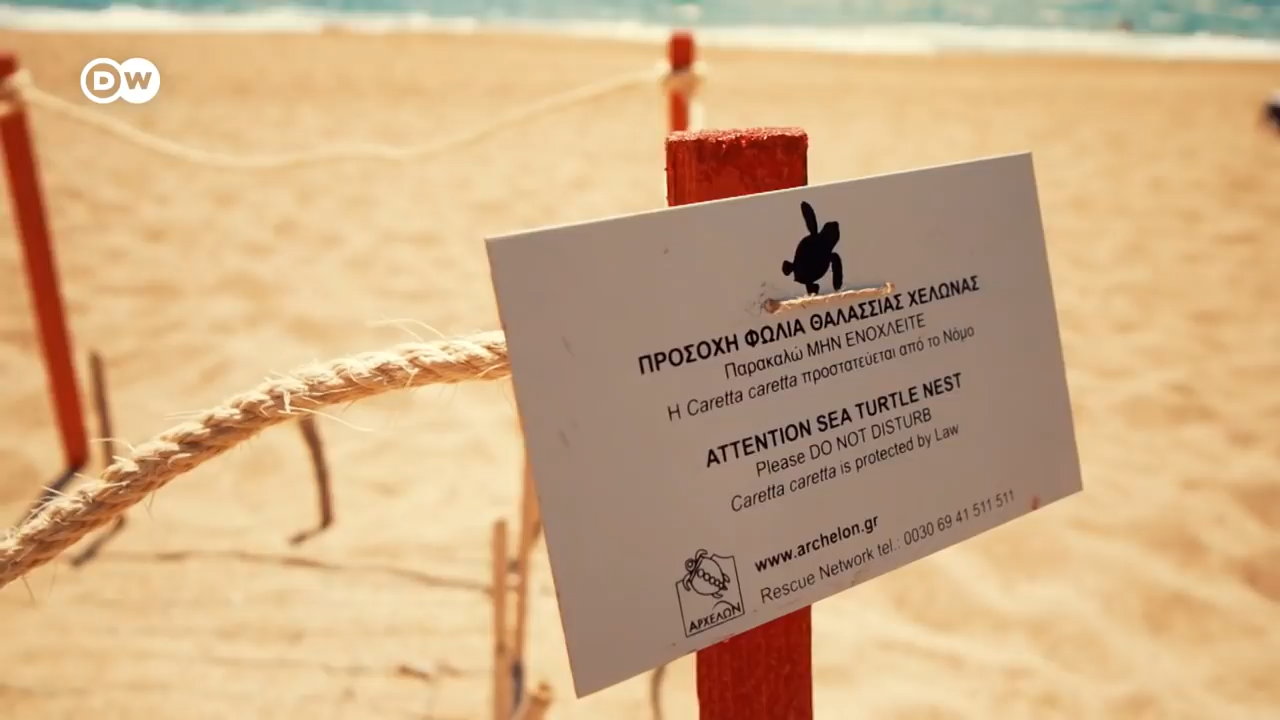 DW
ΠΡΟΣΟΧΗ ΦΩΛΙΑ ΘΑΛΑΣΣΙΑΣ ΧΕΛΩΝΑΣ
Παρακαλώ ΜΗΝ ΕΝΟΧΛΕΙΤΕ
Η Caretta caretta προστατεύεται από το Νόμο
ATTENTION SEA TURTLE NEST
Please DO NOT DISTURB
Caretta caretta is protected by Law
www.archelon.gr
Rescue Network tel.: 0030 69 41 511 511
ΑΡΧΕΛΩΝ